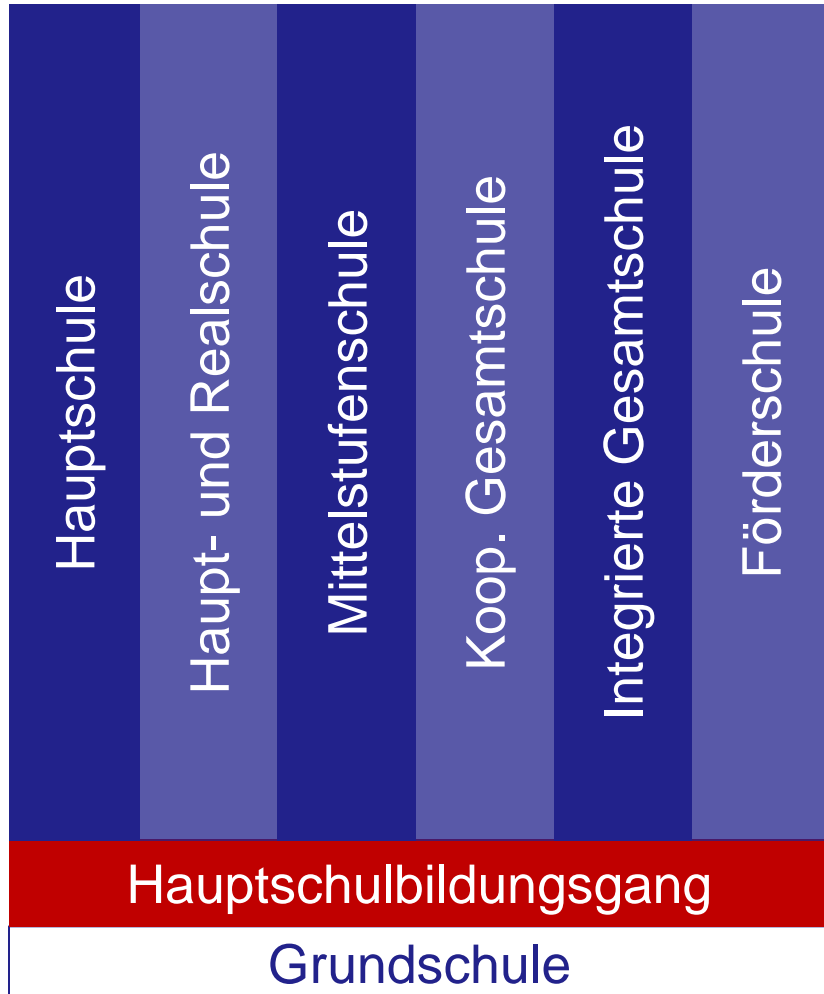 Hauptschule
Haupt- und Realschule
Mittelstufenschule
Koop. Gesamtschule
Integrierte Gesamtschule
Förderschule
Hauptschulbildungsgang
Grundschule